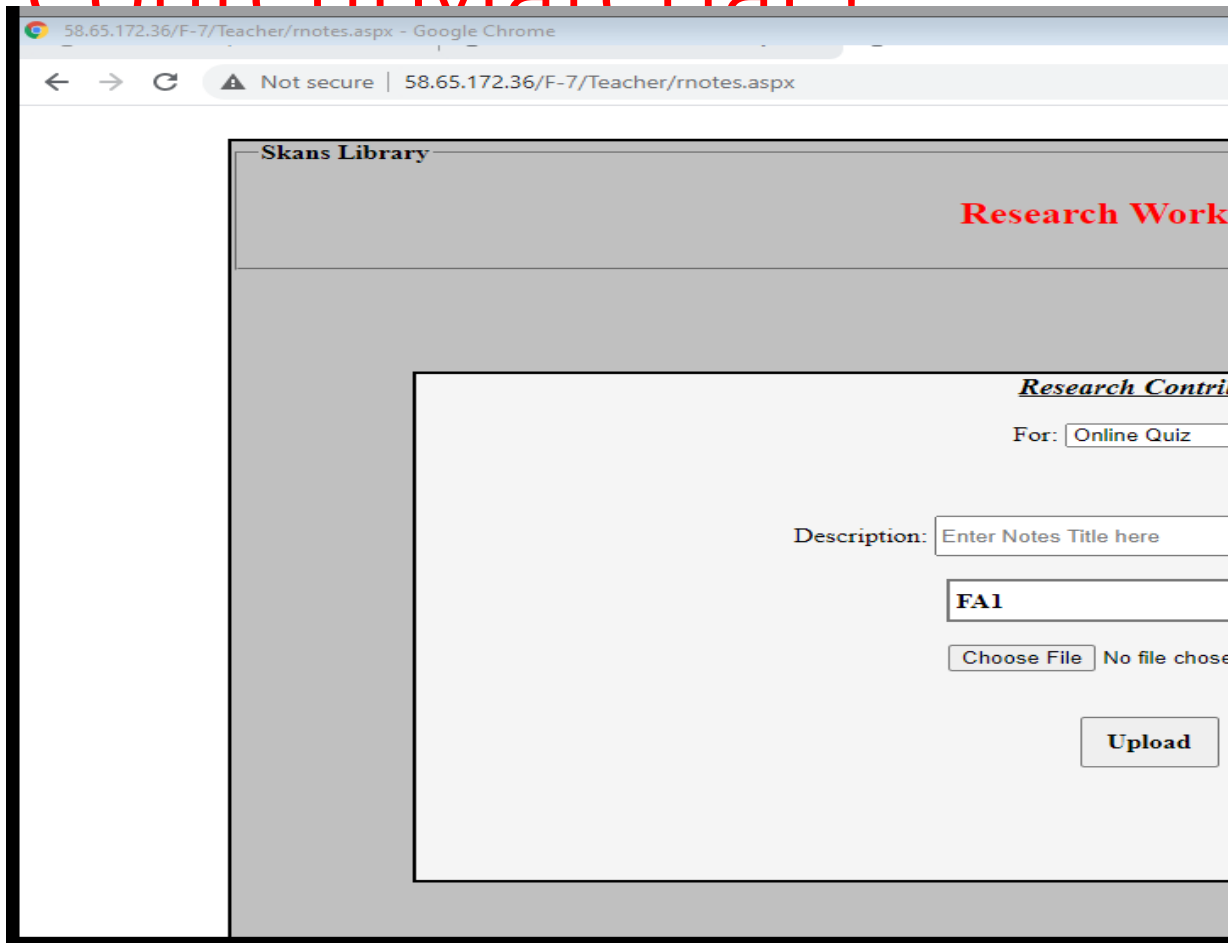 58.65.172.36/F-7/Teacher/rnotes.aspx - Google Chrome
Not secure | 58.65.172.36/F-7/Teacher/rnotes.aspx
Skans Library
Research Work
Research Contri
For: Online Quiz
Description: Enter Notes Title here
FA1
Choose File No file chose
Upload